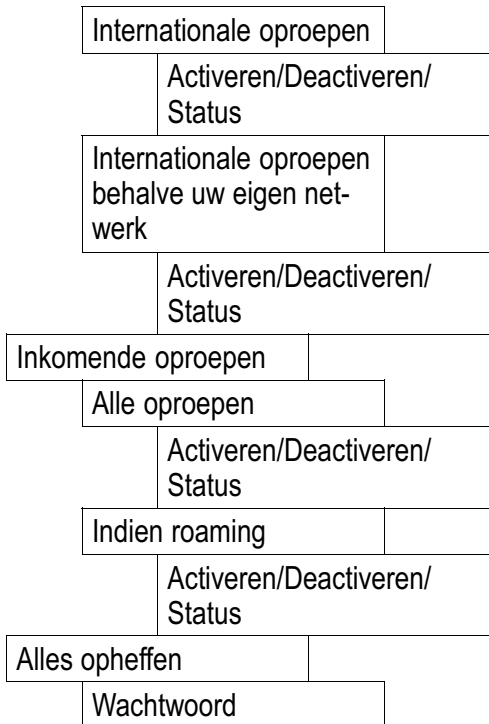 Internationale oproepen
Activeren/Deactiveren/
Status
Internationale oproepen
behalve uw eigen net-
werk
Activeren/Deactiveren/
Status
Inkomende oproepen
Alle oproepen
Activeren/Deactiveren/
Status
Indien roaming
Activeren/Deactiveren/
Status
Alles opheffen
Wachtwoord